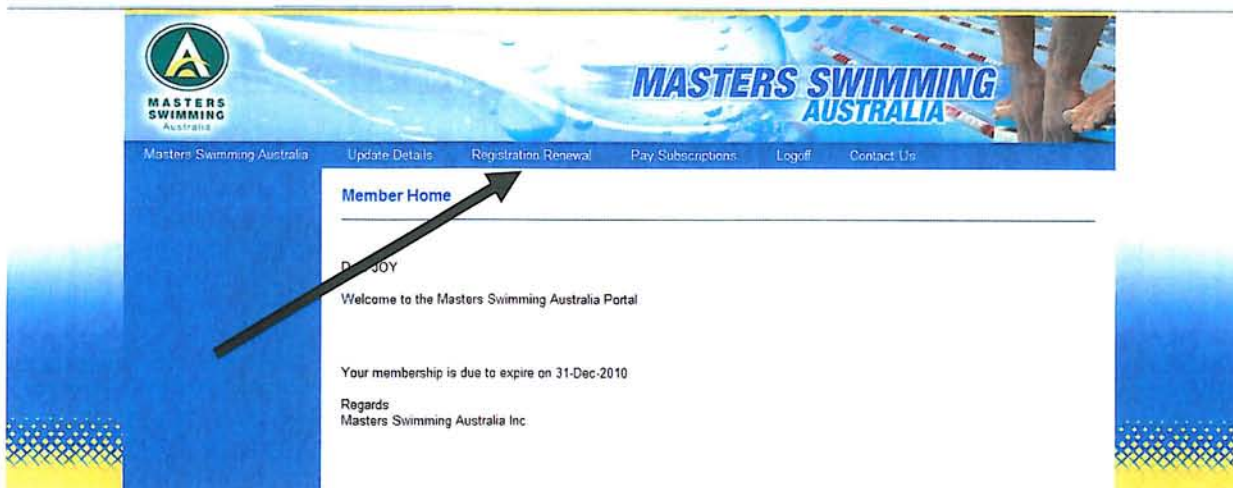 MASTERS
SWIMMING
Australia
MASTERS SWIMMING
AUSTRALIA
Masters Swimming Australia Update Details Registration Renewal Pay Subscriptions Logoff Contact Us
Member Home
JOY
Welcome to the Masters Swimming Australia Portal
Your membership is due to expire on 31-Dec-2010
Regards
Masters Swimming Australia Inc.